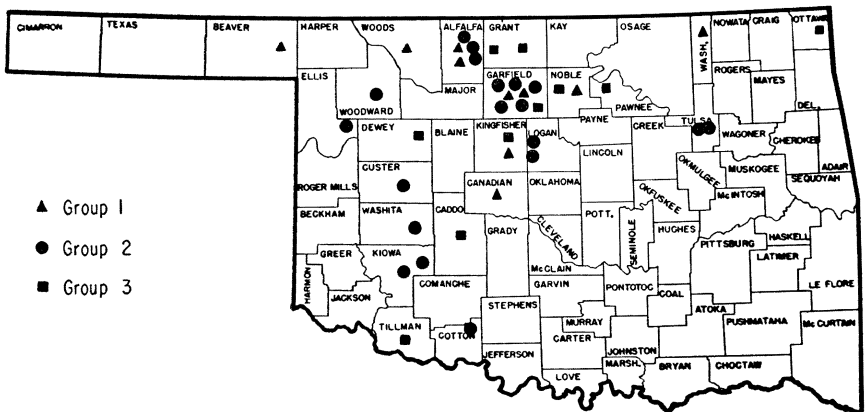 CIMARRON
TEXAS
BEAVER
HARPER
WOODS
ALFALFA
GRANT
KAY
OSAGE
WASH.
NOWATA
CRAIG
OTTAWA
ELLIS
WOODWARD
MAJOR
GARFIELD
NOBLE
PAWNEE
ROGERS
MAYES
DEL.
DEWEY
BLAINE
KINGFISHER
LOGAN
PAYNE
CREEK
TULSA
WAGONER
CHEROKEE
ADAIR
LINCOLN
CUSTER
ROGER MILLS
CANADIAN
OKLAHOMA
OKFUSKEE
OKMULGEE
MUSKOGEE
SEQUOYAH
McINTOSH
BECKHAM
WASHITA
CADDO
GRADY
CLEVELAND
POTT.
SEMINOLE
HUGHES
PITTSBURG
HASKELL
LATIMER
LE FLORE
GREER
KIOWA
McCLAIN
GARVIN
PONTOTOC
COAL
HARMON
JACKSON
COMANCHE
STEPHENS
MURRAY
ATOKA
PUSHMATAHA
McCURTAIN
TILLMAN
COTTON
JEFFERSON
CARTER
JOHNSTON
MARSH.
LOVE
BRYAN
CHOCTAW
Group 1
Group 2
Group 3